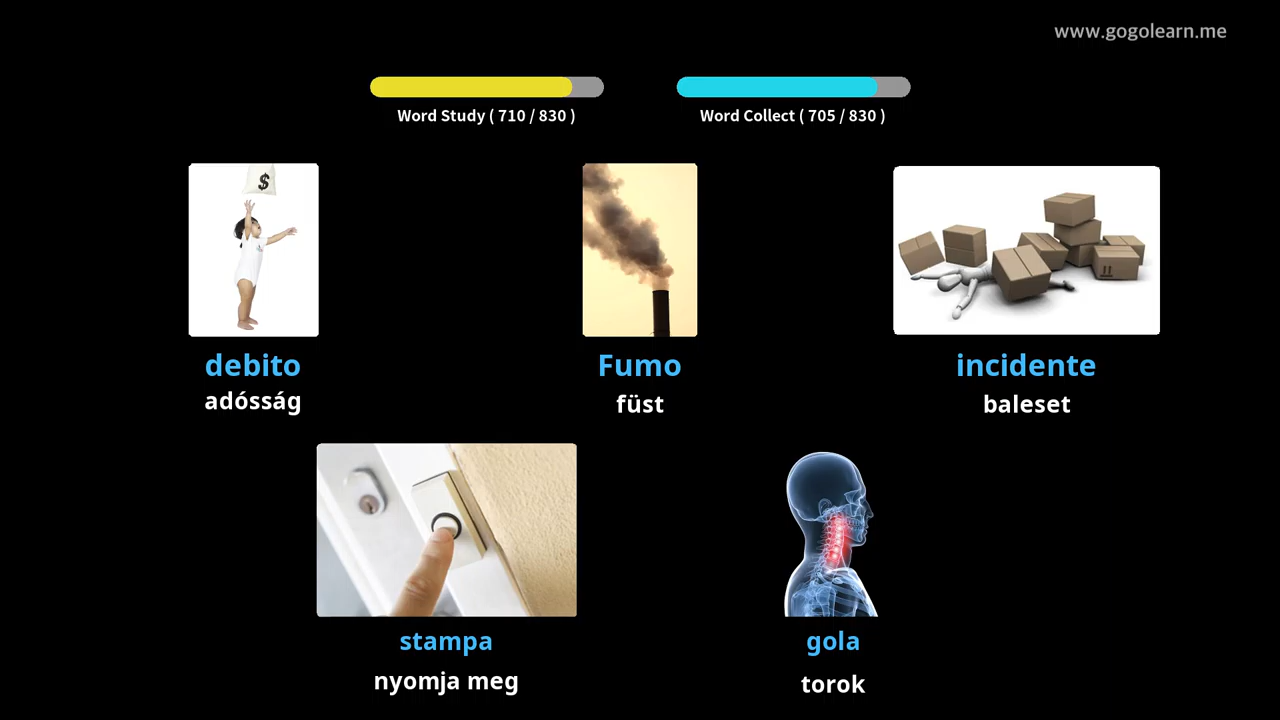 www.gogolearn.me
Word Study ( 710 / 830 )
Word Collect ( 705 / 830 )
$
debito
Fumo
incidente
adósság
füst
baleset
stampa
gola
nyomja meg
torok